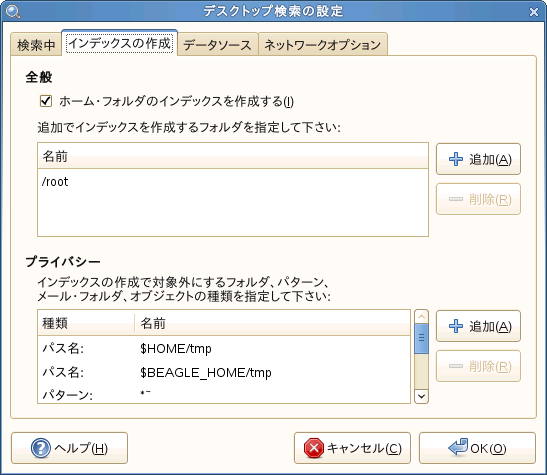 デスクトップ検索の設定
検索中 インデックスの作成 データソース ネットワークオプション
全般
ホーム・フォルダのインデックスを作成する(I)
追加でインデックスを作成するフォルダを指定して下さい:
名前
/root
追加(A)
削除(R)
プライバシー
インデックスの作成で対象外にするフォルダ、パターン、
メール・フォルダ、オブジェクトの種類を指定して下さい:
種類 名前
パス名: $HOME/tmp
パス名: $BEAGLE_HOME/tmp
パターン: *~
追加(A)
削除(R)
ヘルプ(H) キャンセル(C) OK(O)